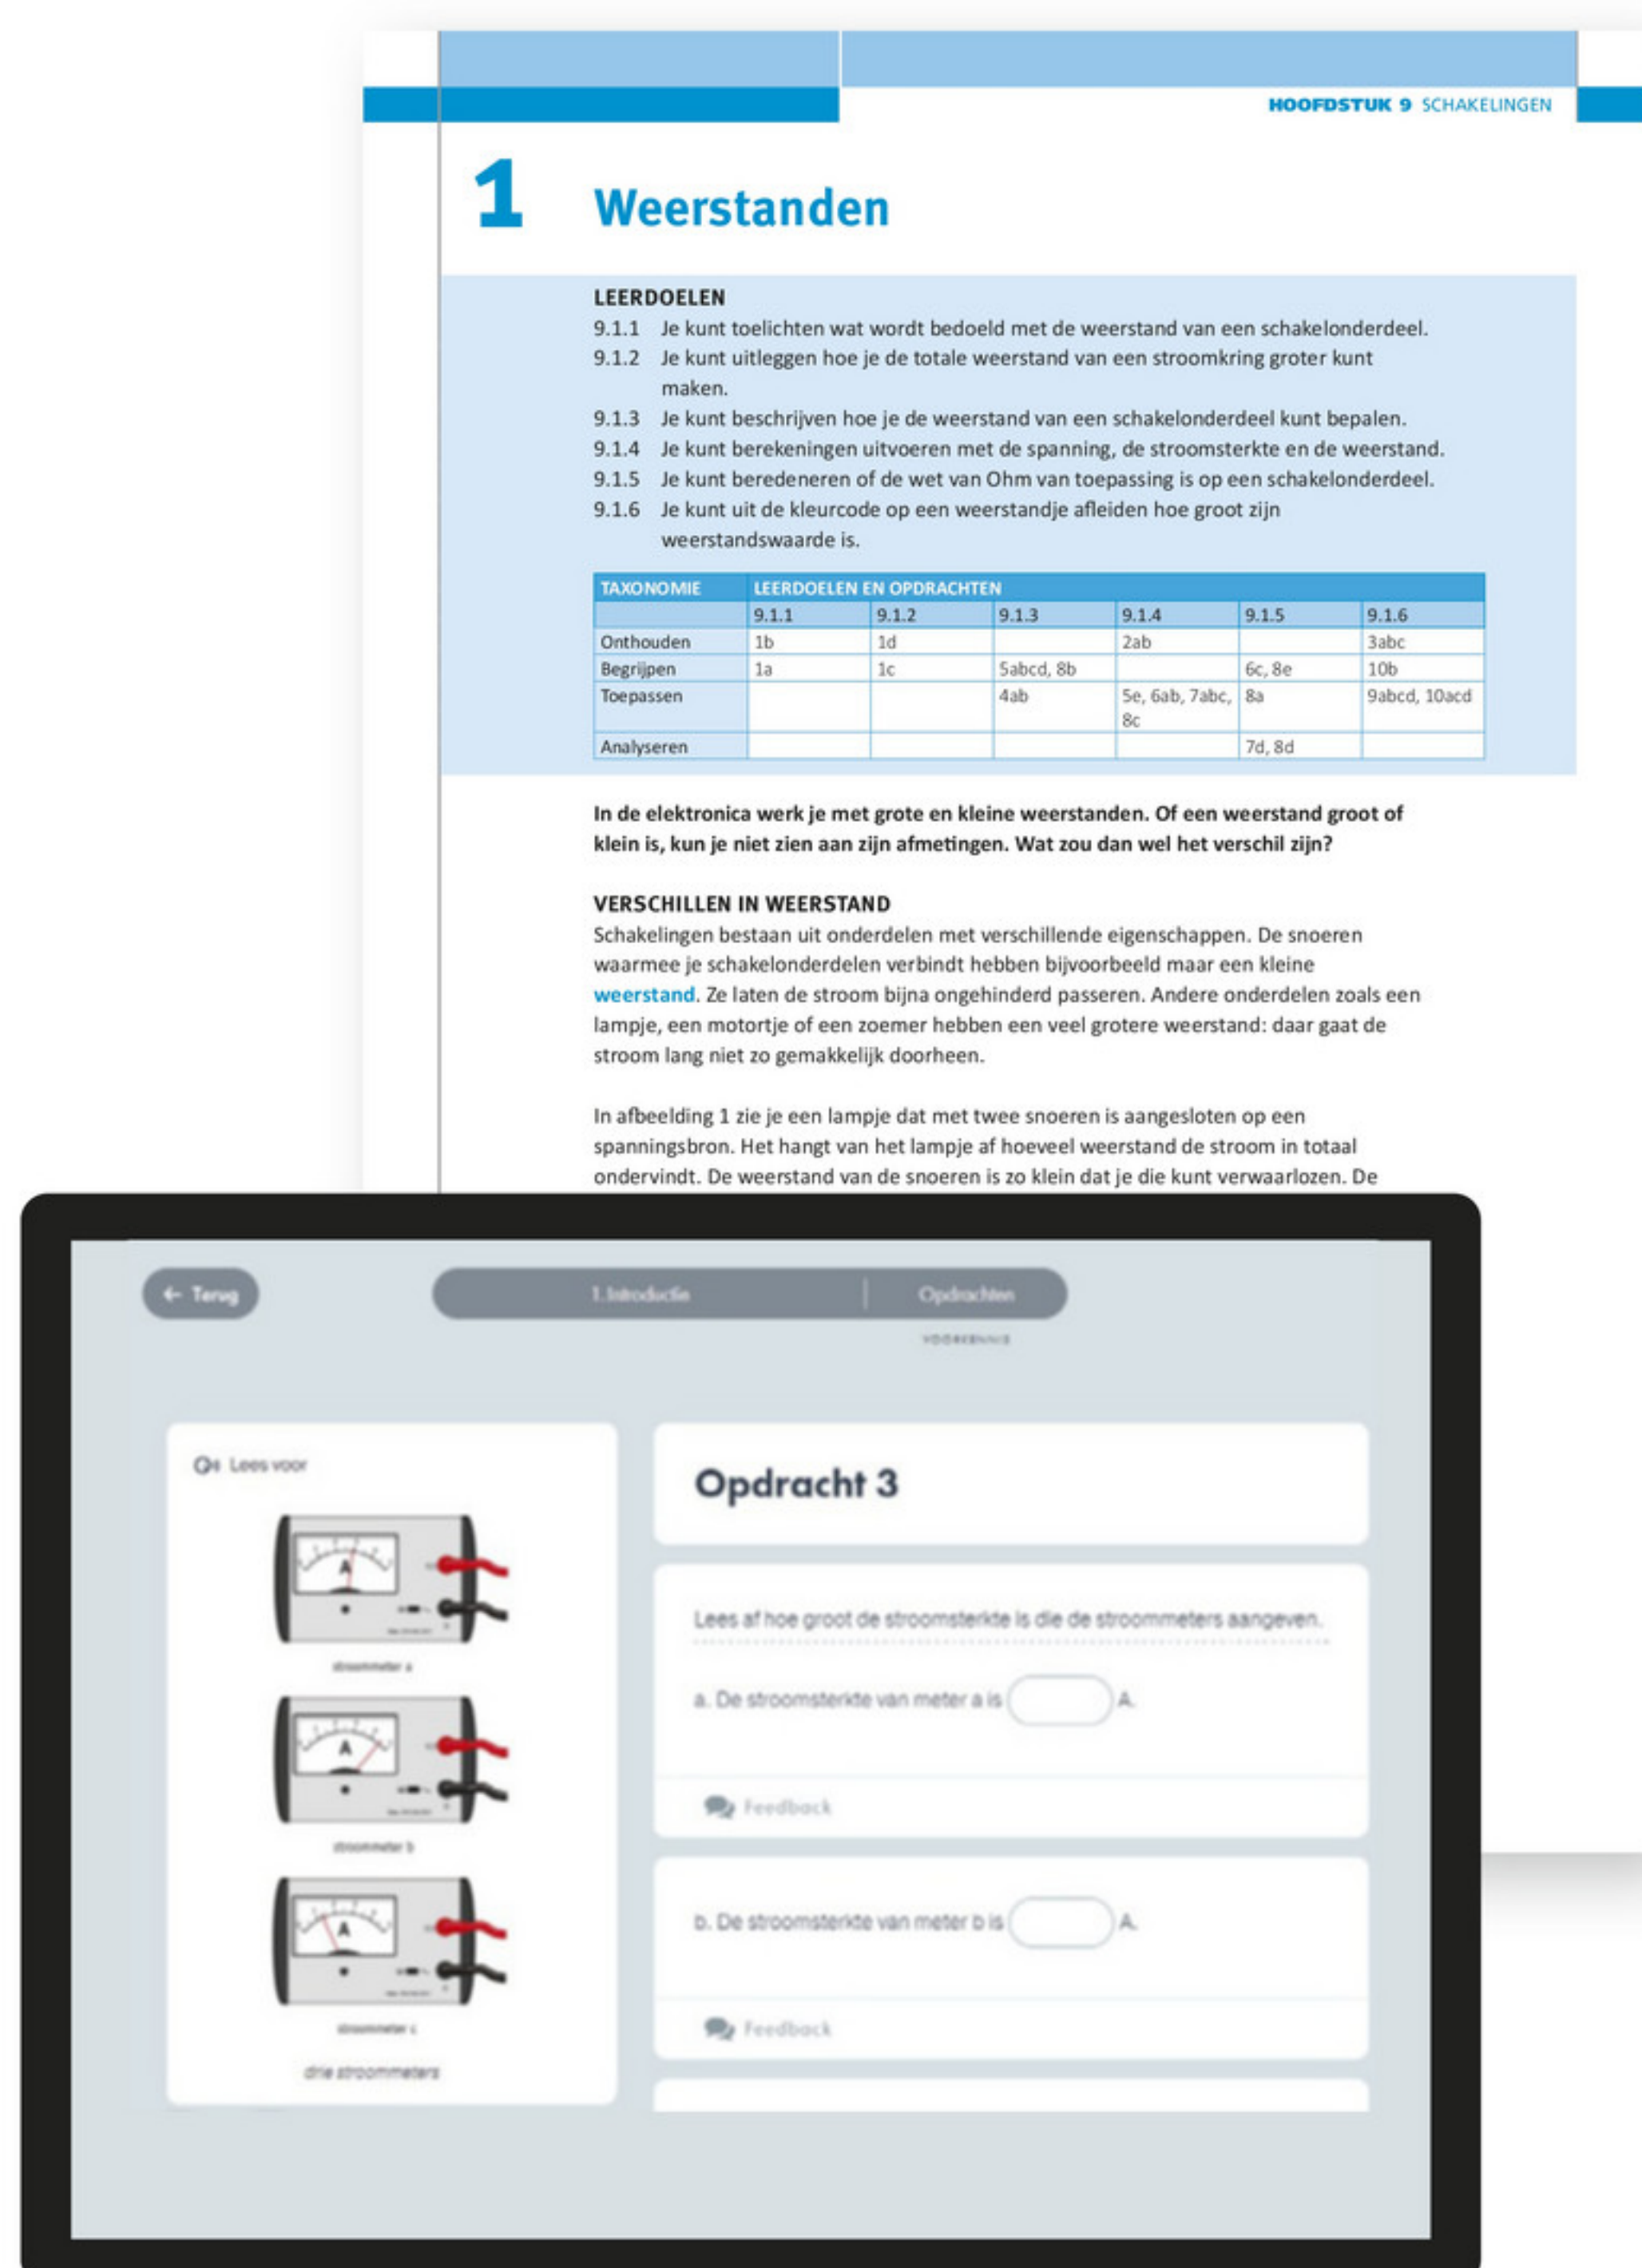 HOOFDSTUK 9 SCHAKELINGEN
1 Weerstanden
LEERDOELEN
9.1.1 Je kunt toelichten wat wordt bedoeld met de weerstand van een schakelonderdeel.
9.1.2 Je kunt uitleggen hoe je de totale weerstand van een stroomkring groter kunt
maken.
9.1.3 Je kunt beschrijven hoe je de weerstand van een schakelonderdeel kunt bepalen.
9.1.4 Je kunt berekeningen uitvoeren met de spanning, de stroomsterkte en de weerstand.
9.1.5 Je kunt beredeneren of de wet van Ohm van toepassing is op een schakelonderdeel.
9.1.6 Je kunt uit de kleurcode op een weerstandje afleiden hoe groot zijn
weerstandswaarde is.
TAXONOMIE LEERDOELEN EN OPDRACHTEN
9.1.1 9.1.2 9.1.3 9.1.4 9.1.5 9.1.6
Onthouden 1b 1d 2ab 3abc
Begrijpen 1a 1c 5abcd, 8b 6c, 8e 10b
Toepassen 4ab 5e, 6ab, 7abc, 8a 9abcd, 10acd
8c
Analyseren 7d, 8d
In de elektronica werk je met grote en kleine weerstanden. Of een weerstand groot of
klein is, kun je niet zien aan zijn afmetingen. Wat zou dan wel het verschil zijn?
VERSCHILLEN IN WEERSTAND
Schakelingen bestaan uit onderdelen met verschillende eigenschappen. De snoeren
waarmee je schakelonderdelen verbindt hebben bijvoorbeeld maar een kleine
weerstand. Ze laten de stroom bijna ongehinderd passeren. Andere onderdelen zoals een
lampje, een motortje of een zoemer hebben een veel grotere weerstand: daar gaat de
stroom lang niet zo gemakkelijk doorheen.
In afbeelding 1 zie je een lampje dat met twee snoeren is aangesloten op een
spanningsbron. Het hangt van het lampje af hoeveel weerstand de stroom in totaal
ondervindt. De weerstand van de snoeren is zo klein dat je die kunt verwaarlozen. De
← Terug
1. Introductie
Opdrachten
VOORKENNIS
Lees voor
A
stroommeter a
A
stroommeter b
A
stroommeter c
drie stroommeters
Opdracht 3
Lees af hoe groot de stroomsterkte is die de stroommeters aangeven.
a. De stroomsterkte van meter a is A.
Feedback
b. De stroomsterkte van meter b is A.
Feedback